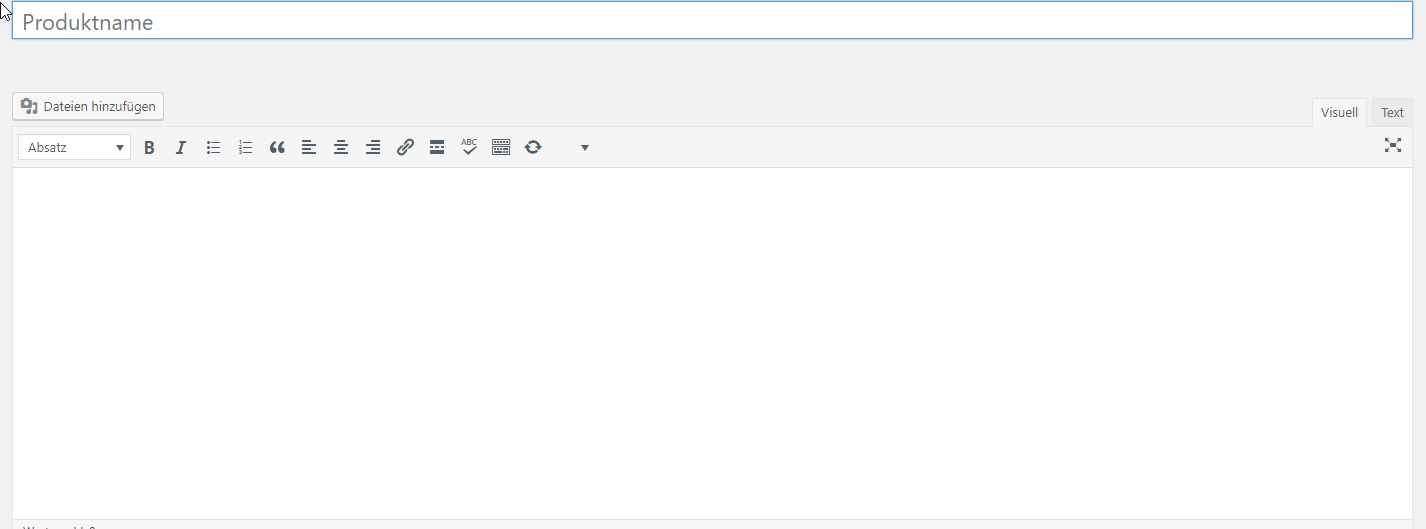 Produktname
Dateien hinzufügen
Visuell Text
Absatz B I ABC